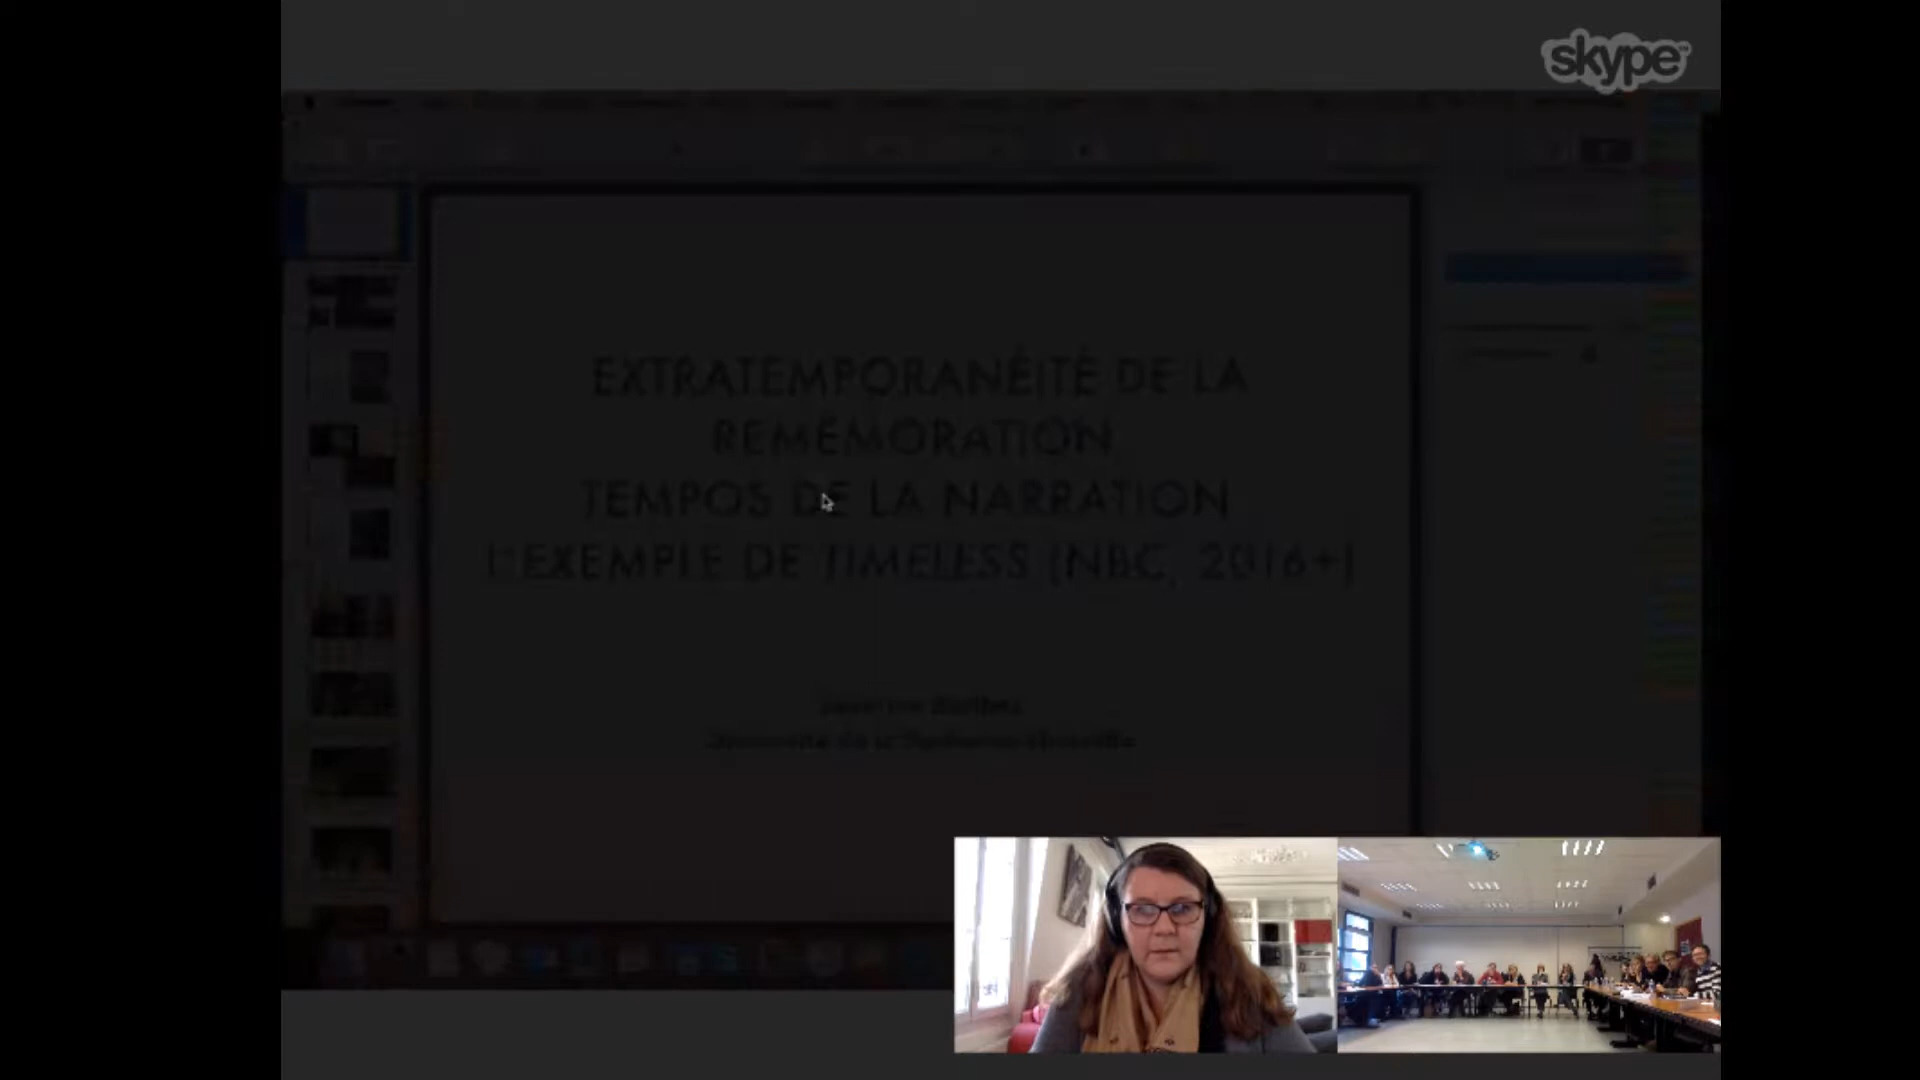 skype
EXTRATEMPORANÉITÉ DE LA
REMÉMORATION
TEMPOS DE LA NARRATION
L'EXEMPLE DE TIMELESS (NBC, 2016+)